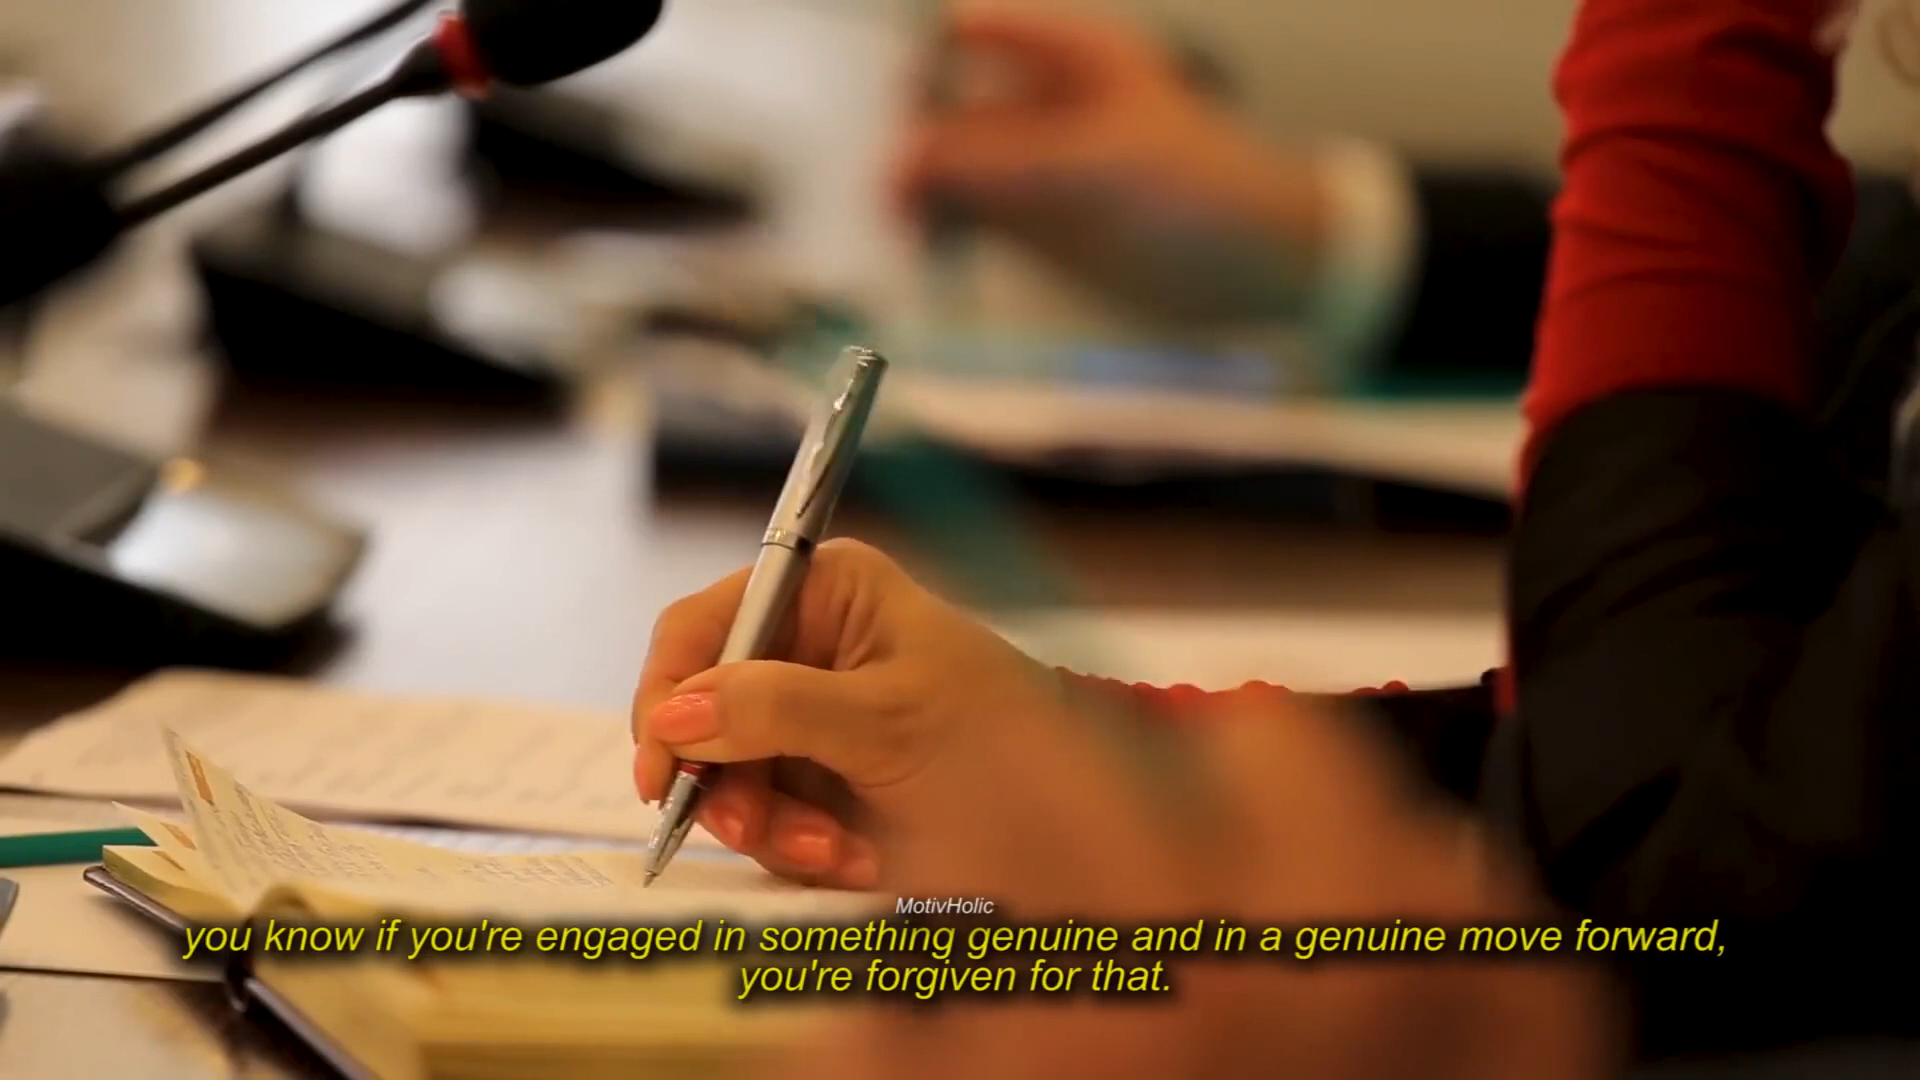 MotivHolic
you know if you're engaged in something genuine and in a genuine move forward,
you're forgiven for that.